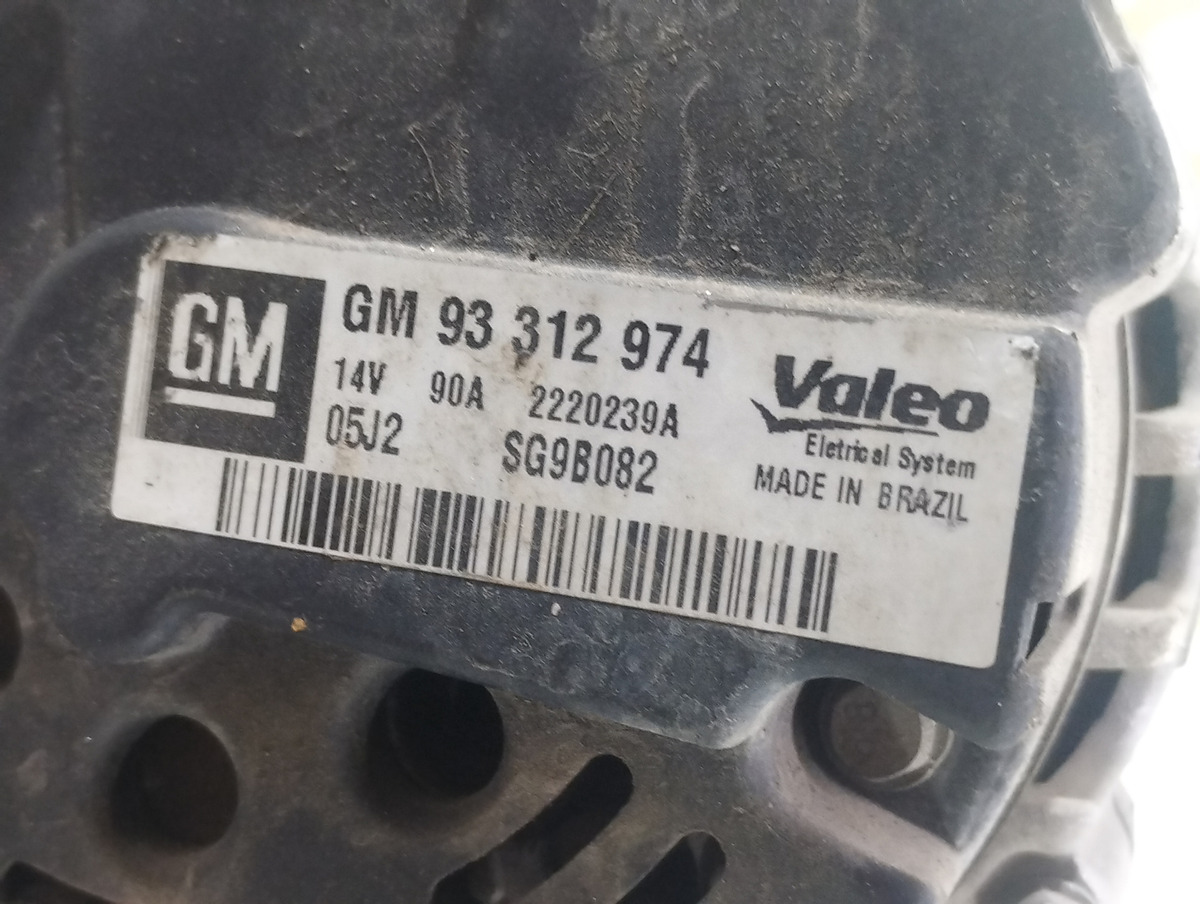 GM
GM 93 312 974
14V 90A 2220239A
05J2 SG9B082
Valeo
Eletrical System
MADE IN BRAZIL